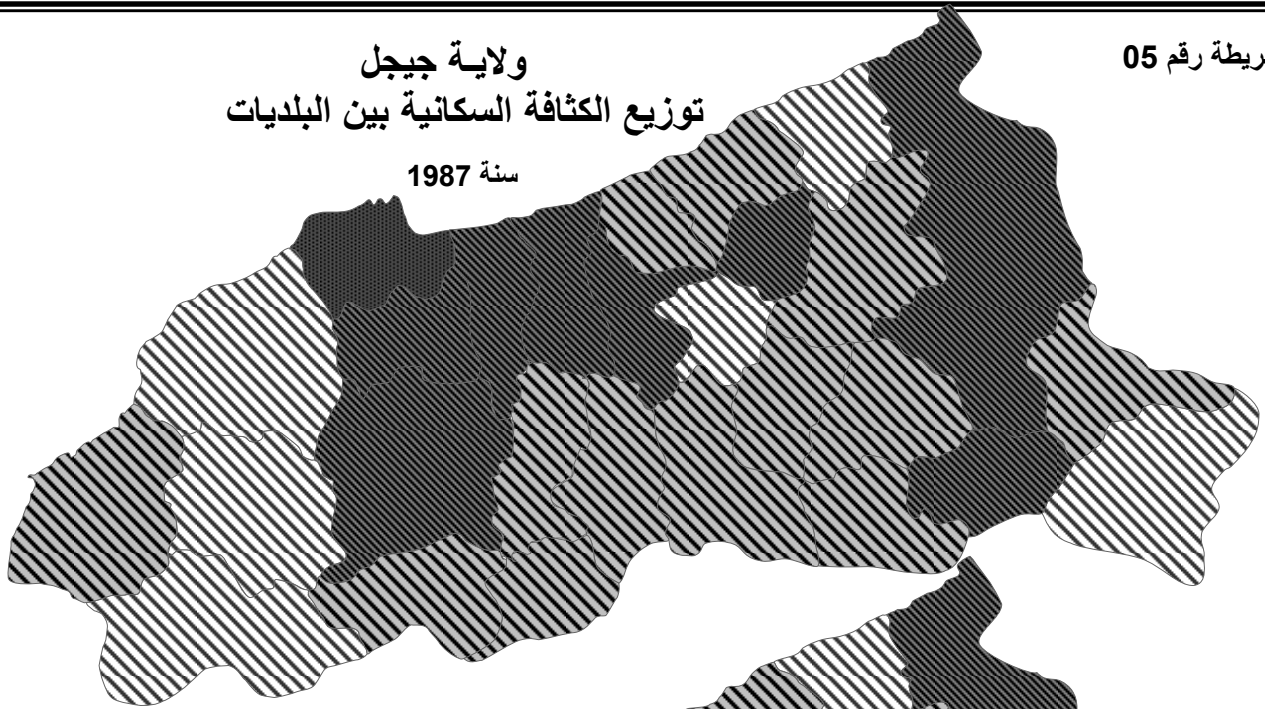 ريطة رقم 05
ولايـة جيجل
توزيع الكثافة السكانية بين البلديات
سنة 1987